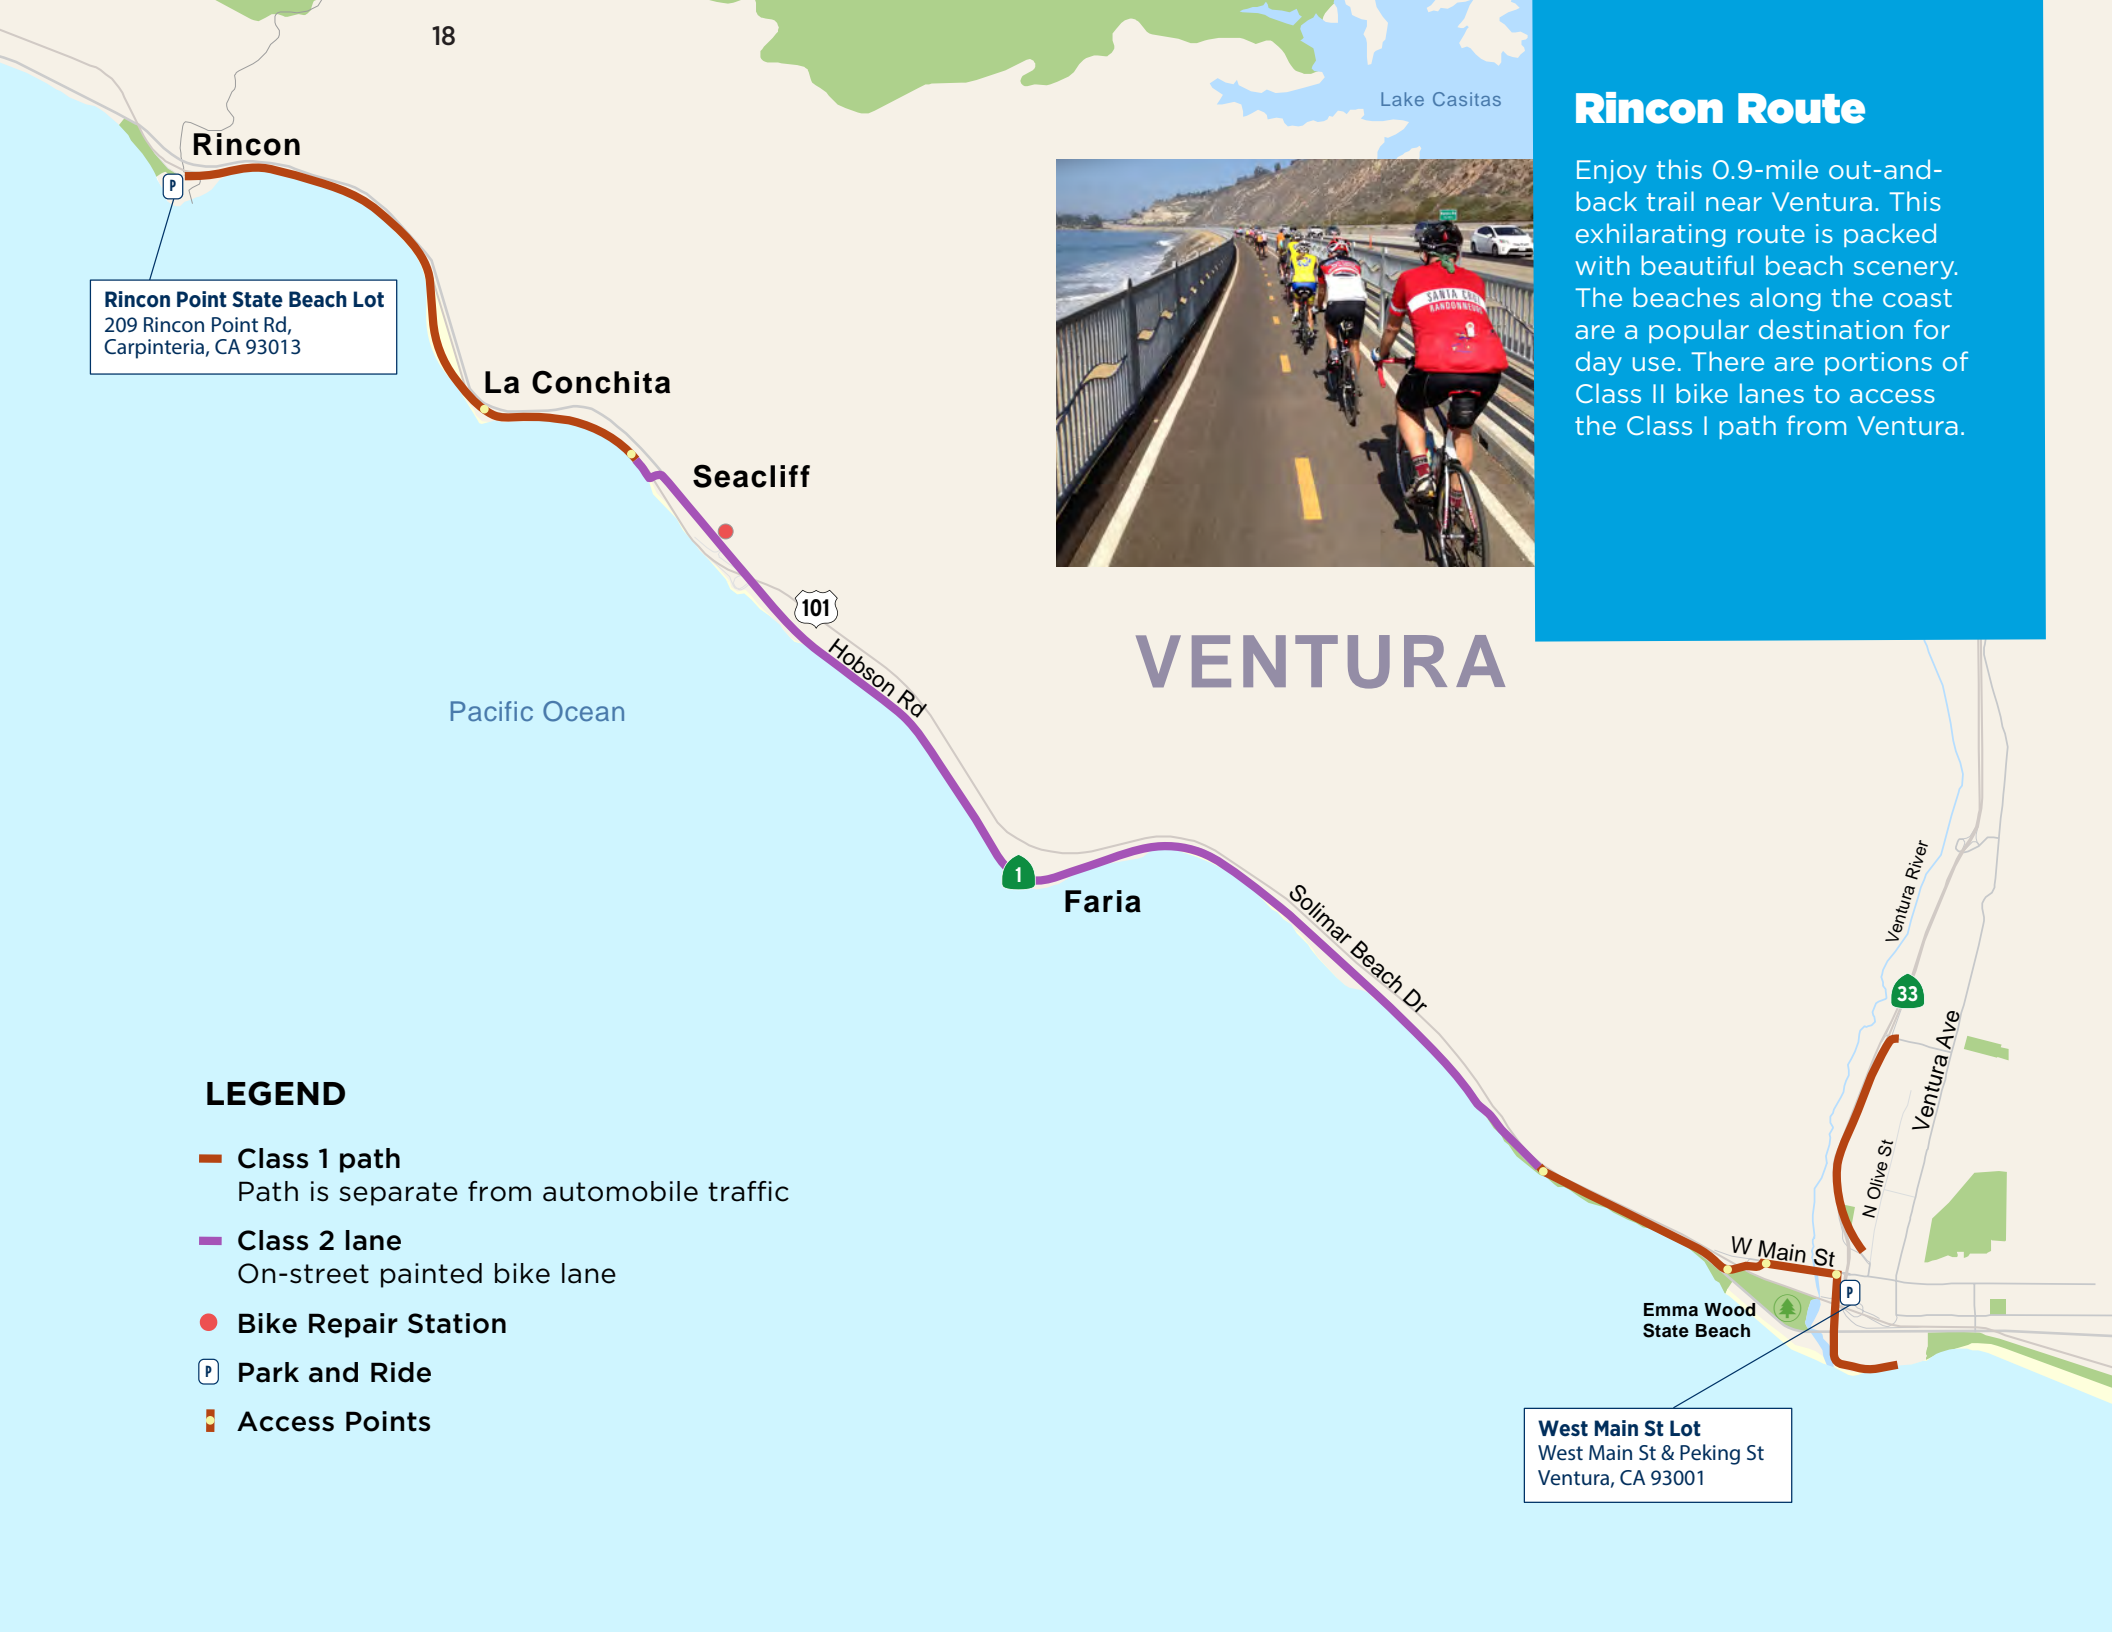 18
Lake Casitas
Rincon Route
Enjoy this 0.9-mile out-and-
back trail near Ventura. This
exhilarating route is packed
with beautiful beach scenery.
The beaches along the coast
are a popular destination for
day use. There are portions of
Class II bike lanes to access
the Class I path from Ventura.
Rincon
P
Rincon Point State Beach Lot
209 Rincon Point Rd,
Carpinteria, CA 93013
La Conchita
Seacliff
101
Hobson Rd
VENTURA
Pacific Ocean
1
Faria
Solimar Beach Dr
Ventura River
33
Ventura Ave
N Olive St
W Main St
P
Emma Wood
State Beach
West Main St Lot
West Main St & Peking St
Ventura, CA 93001
LEGEND
Class 1 path
Path is separate from automobile traffic
Class 2 lane
On-street painted bike lane
Bike Repair Station
P Park and Ride
Access Points